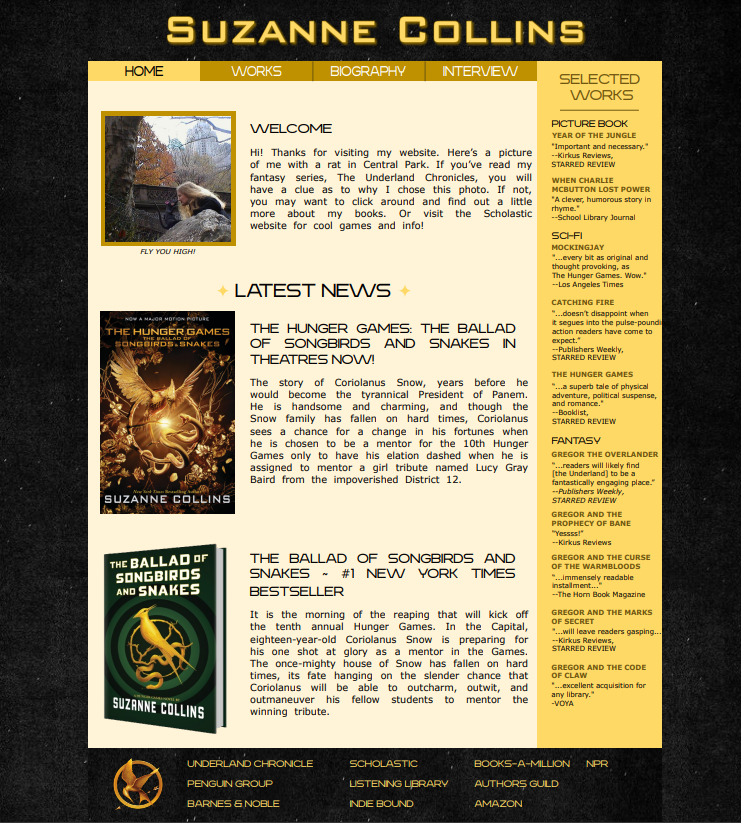 SUZANNE COLLINS
HOME
WORKS
BIOGRAPHY
INTERVIEW
WELCOME
Hi! Thanks for visiting my website. Here's a picture
of me with a rat in Central Park. If you've read my
fantasy series, The Underland Chronicles, you will
have a clue as to why I chose this photo. If not,
you may want to click around and find out a little
more about my books. Or visit the Scholastic
website for cool games and info!
FLY YOU HIGH!
LATEST NEWS
NOW A MAJOR MOTION PICTURE
THE HUNGER GAMES
THE BALLAD OF
SONGBIRDS & SNAKES
New York Times Bestselling Author
SUZANNE COLLINS
THE HUNGER GAMES: THE BALLAD
OF SONGBIRDS AND SNAKES IN
THEATRES NOW!
The story of Coriolanus Snow, years before he
would become the tyrannical President of Panem.
He is handsome and charming, and though the
Snow family has fallen on hard times, Coriolanus
sees a chance for a change in his fortunes when
he is chosen to be a mentor for the 10th Hunger
Games only to have his elation dashed when he is
assigned to mentor a girl tribute named Lucy Gray
Baird from the impoverished District 12.
THE BALLAD OF
SONGBIRDS
AND SNAKES
SUZANNE COLLINS
THE BALLAD OF SONGBIRDS AND
SNAKES ~ #1 NEW YORK TIMES
BESTSELLER
It is the morning of the reaping that will kick off
the tenth annual Hunger Games. In the Capital,
eighteen-year-old Coriolanus Snow is preparing for
his one shot at glory as a mentor in the Games.
The once-mighty house of Snow has fallen on hard
times, its fate hanging on the slender chance that
Coriolanus will be able to outcharm, outwit, and
outmaneuver his fellow students to mentor the
winning tribute.
SELECTED
WORKS
PICTURE BOOK
YEAR OF THE JUNGLE
"Important and necessary."
--Kirkus Reviews,
STARRED REVIEW
WHEN CHARLIE
MCBUTTON LOST POWER
"A clever, humorous story in
rhyme."
--School Library Journal
SCI-FI
MOCKINGJAY
"...every bit as original and
thought provoking, as
The Hunger Games. Wow."
--Los Angeles Times
CATCHING FIRE
"...doesn't disappoint when
it segues into the pulse-poundi
action readers have come to
expect."
--Publishers Weekly,
STARRED REVIEW
THE HUNGER GAMES
"...a superb tale of physical
adventure, political suspense,
and romance."
--Booklist,
STARRED REVIEW
FANTASY
GREGOR THE OVERLANDER
"...readers will likely find
[the Underland] to be a
fantastically engaging place."
--Publishers Weekly,
STARRED REVIEW
GREGOR AND THE
PROPHECY OF BANE
"Yessss!"
--Kirkus Reviews
GREGOR AND THE CURSE
OF THE WARMBLOODS
"...immensely readable
installment..."
--The Horn Book Magazine
GREGOR AND THE MARKS
OF SECRET
"...will leave readers gasping...
--Kirkus Reviews,
STARRED REVIEW
GREGOR AND THE CODE
OF CLAW
"...excellent acquisition for
any library."
-VOYA
UNDERLAND CHRONICLE
SCHOLASTIC
BOOKS-A-MILLION
NPR
PENGUIN GROUP
LISTENING LIBRARY
AUTHORS GUILD
BARNES & NOBLE
INDIE BOUND
AMAZON